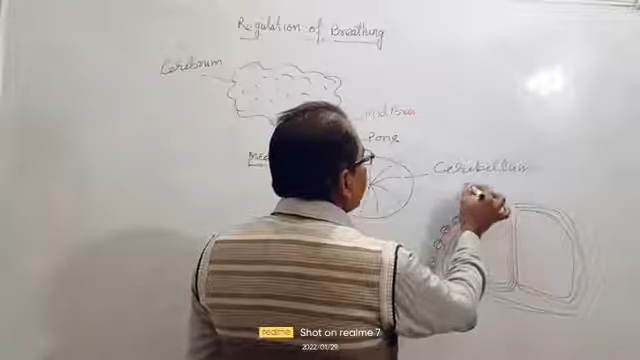 Regulation of Breathing
Cerebrum
Mid Brain
Pons
Med
Cerebellum
realme Shot on realme 7
2022/01/29